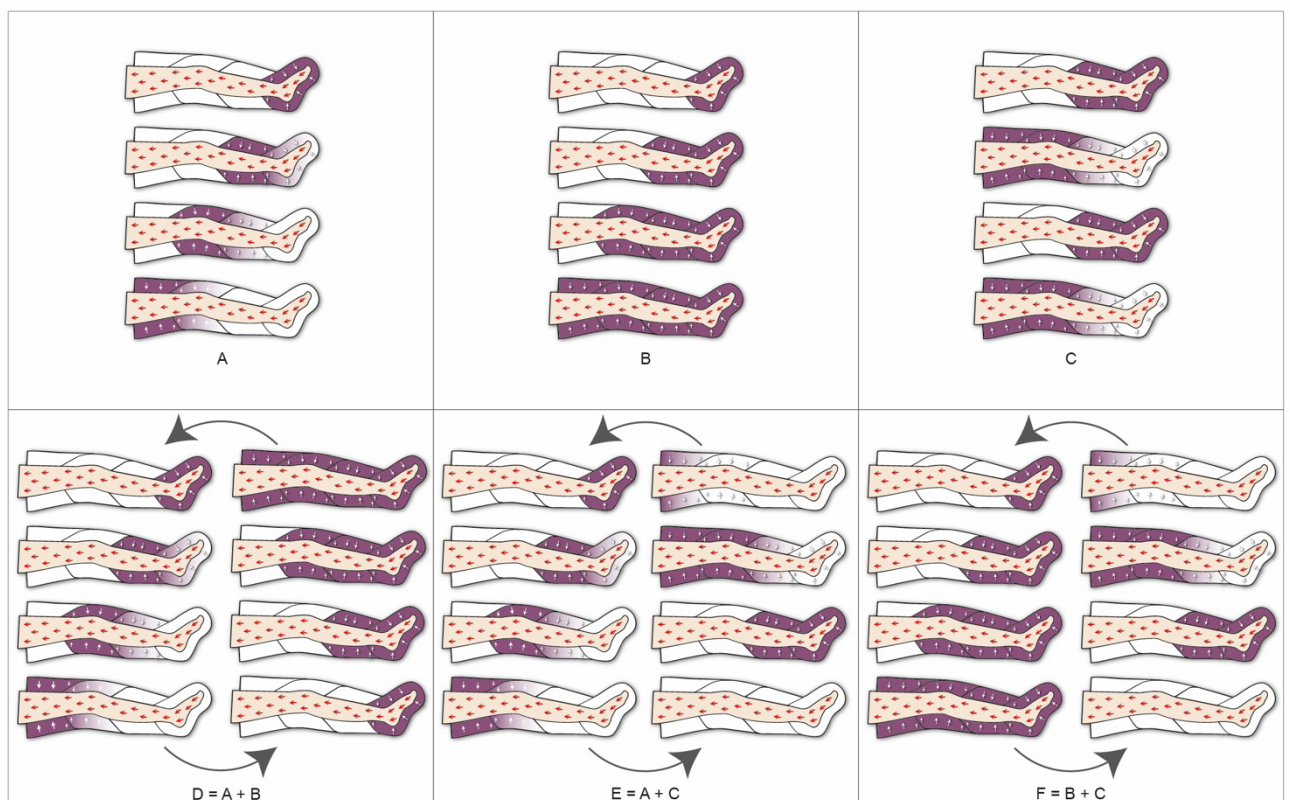 A
B
C
D = A + B
E = A + C
F = B + C